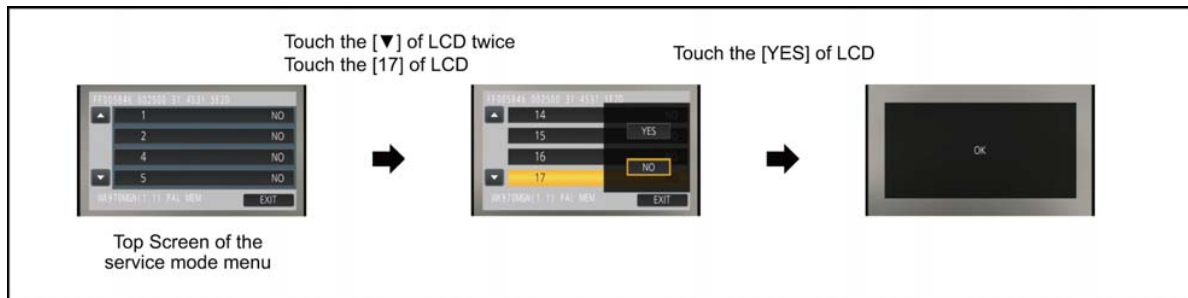 Touch the [▼] of LCD twice
Touch the [17] of LCD
Touch the [YES] of LCD
1 NO
2 NO
4 NO
5 NO
EXIT
14
15
16
17
YES
NO
EXIT
OK
Top Screen of the
service mode menu